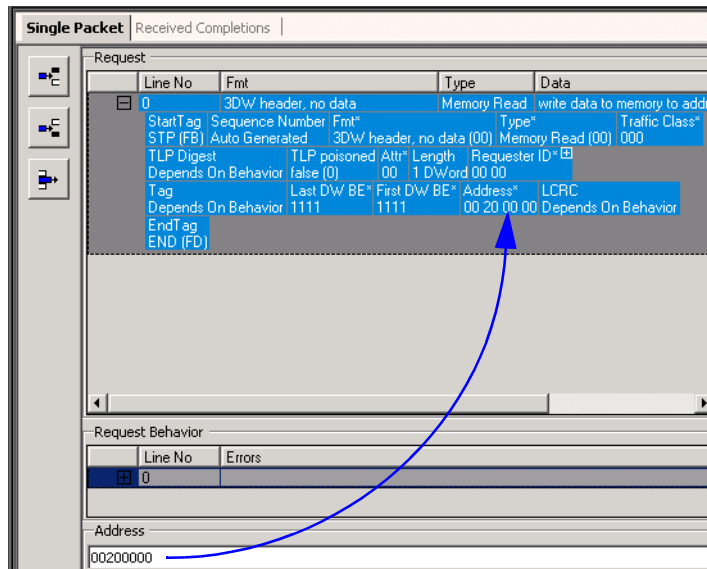 Single Packet Received Completions
Request
Line No Fmt Type Data
0 3DW header, no data Memory Read write data to memory to addr
StartTag Sequence Number Fmt* Type* Traffic Class*
STP (FB) Auto Generated 3DW header, no data (00) Memory Read (00) 000
TLP Digest TLP poisoned Attr* Length Requester ID*
Depends On Behavior false (0) 00 1 DWord 00 00
Tag Last DW BE* First DW BE* Address* LCRC
Depends On Behavior 1111 1111 00 20 00 00 Depends On Behavior
EndTag
END (FD)
Request Behavior
Line No Errors
0
Address
00200000